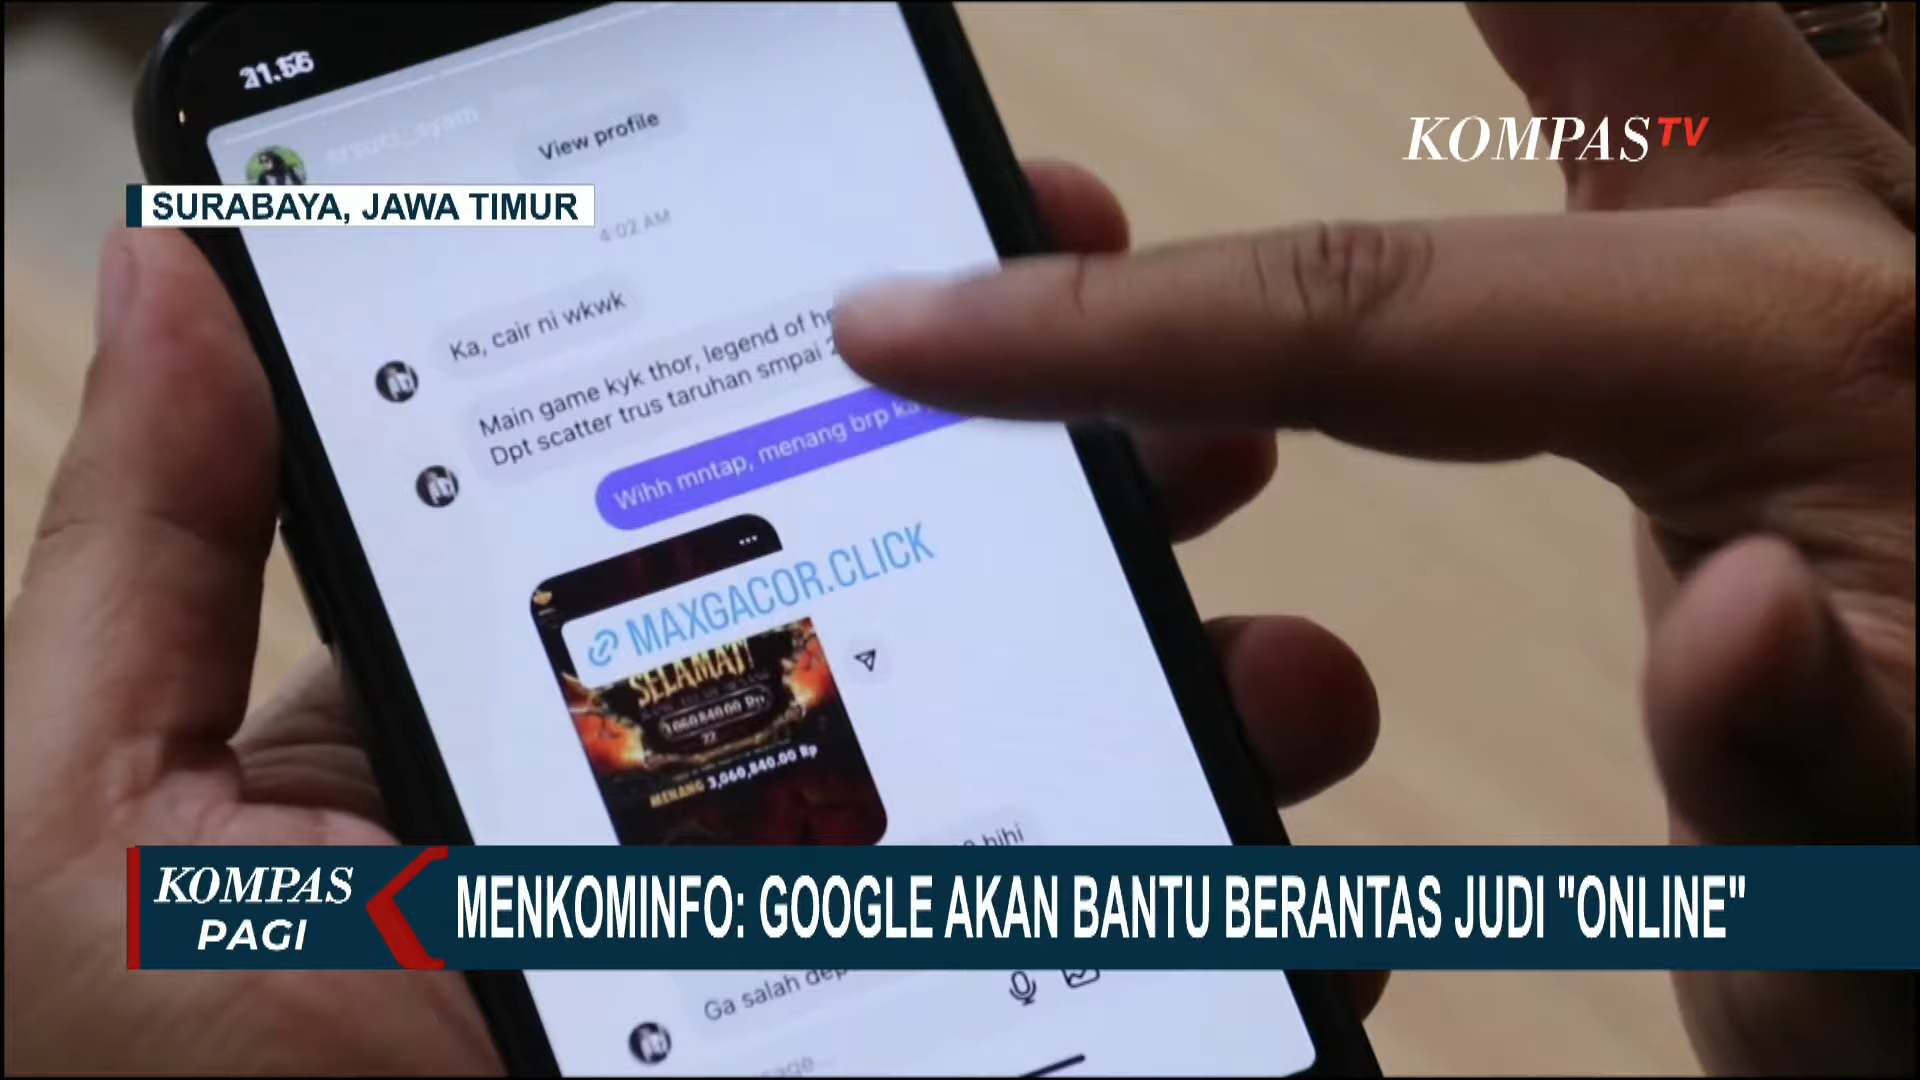 21.56
View profile
KOMPAS TV
SURABAYA, JAWA TIMUR
4:02 AM
Ka, cair ni wkwk
Main game kyk thor, legend of
Dpt scatter trus taruhan smpai
Wihh mntap, menang brp
MAXGACOR.CLICK
SELAMAT!
MENANG 3,060,840.00 Rp
hihi
KOMPAS
PAGI
MENKOMINFO: GOOGLE AKAN BANTU BERANTAS JUDI "ONLINE"
Ga salah